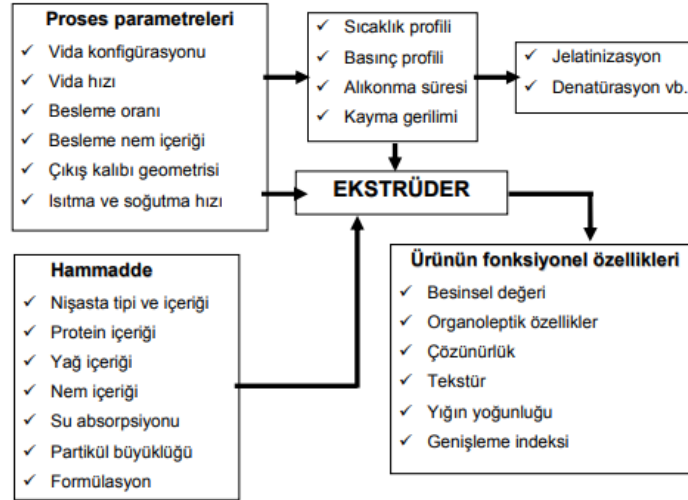 Proses parametreleri
✓ Vida konfigürasyonu
✓ Vida hızı
✓ Besleme oranı
✓ Besleme nem içeriği
✓ Çıkış kalıbı geometrisi
✓ Isıtma ve soğutma hızı
✓ Sıcaklık profili
✓ Basınç profili
✓ Alıkonma süresi
✓ Kayma gerilimi
✓ Jelatinizasyon
✓ Denatürasyon vb.
EKSTRÜDER
Hammadde
✓ Nişasta tipi ve içeriği
✓ Protein içeriği
✓ Yağ içeriği
✓ Nem içeriği
✓ Su absorpsiyonu
✓ Partikül büyüklüğü
✓ Formülasyon
Ürünün fonksiyonel özellikleri
✓ Besinsel değeri
✓ Organoleptik özellikler
✓ Çözünürlük
✓ Tekstür
✓ Yığın yoğunluğu
✓ Genişleme indeksi